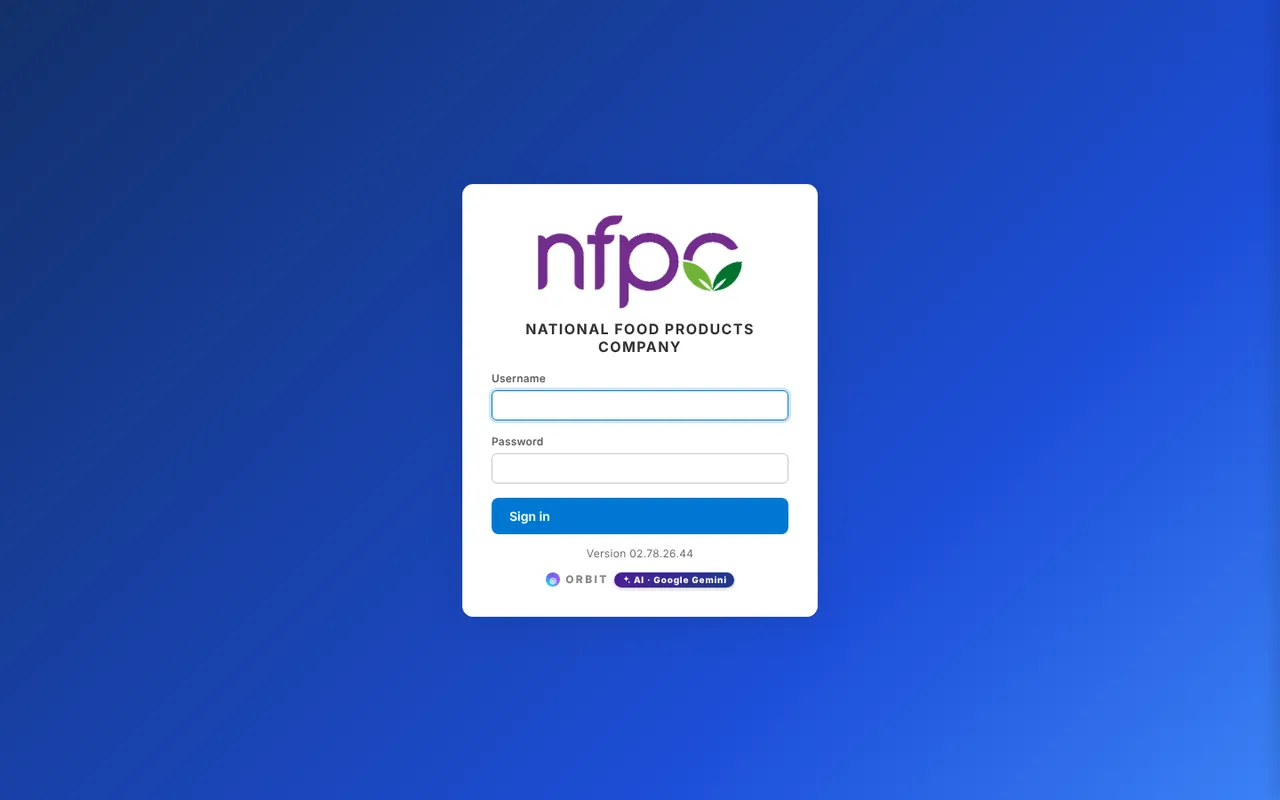 nfpc
NATIONAL FOOD PRODUCTS
COMPANY
Username
Password
Sign in
Version 02.78.26.44
ORBIT AI · Google Gemini